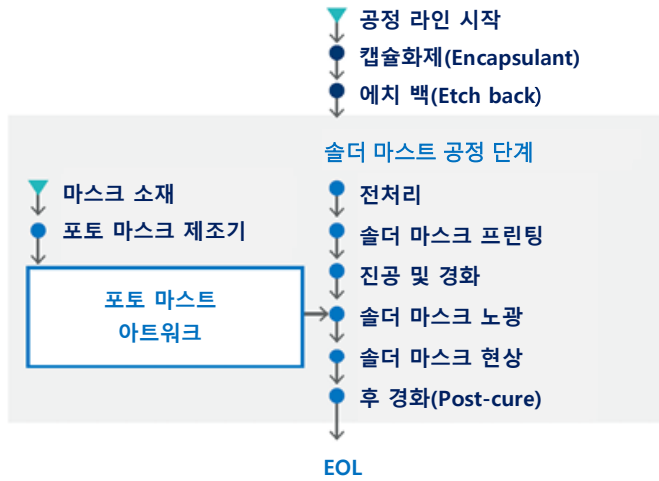 공정 라인 시작
캡슐화제(Encapsulant)
에치 백(Etch back)
솔더 마스트 공정 단계
마스크 소재
포토 마스크 제조기
포토 마스트
아트워크
전처리
솔더 마스크 프린팅
진공 및 경화
솔더 마스크 노광
솔더 마스크 현상
후 경화(Post-cure)
EOL